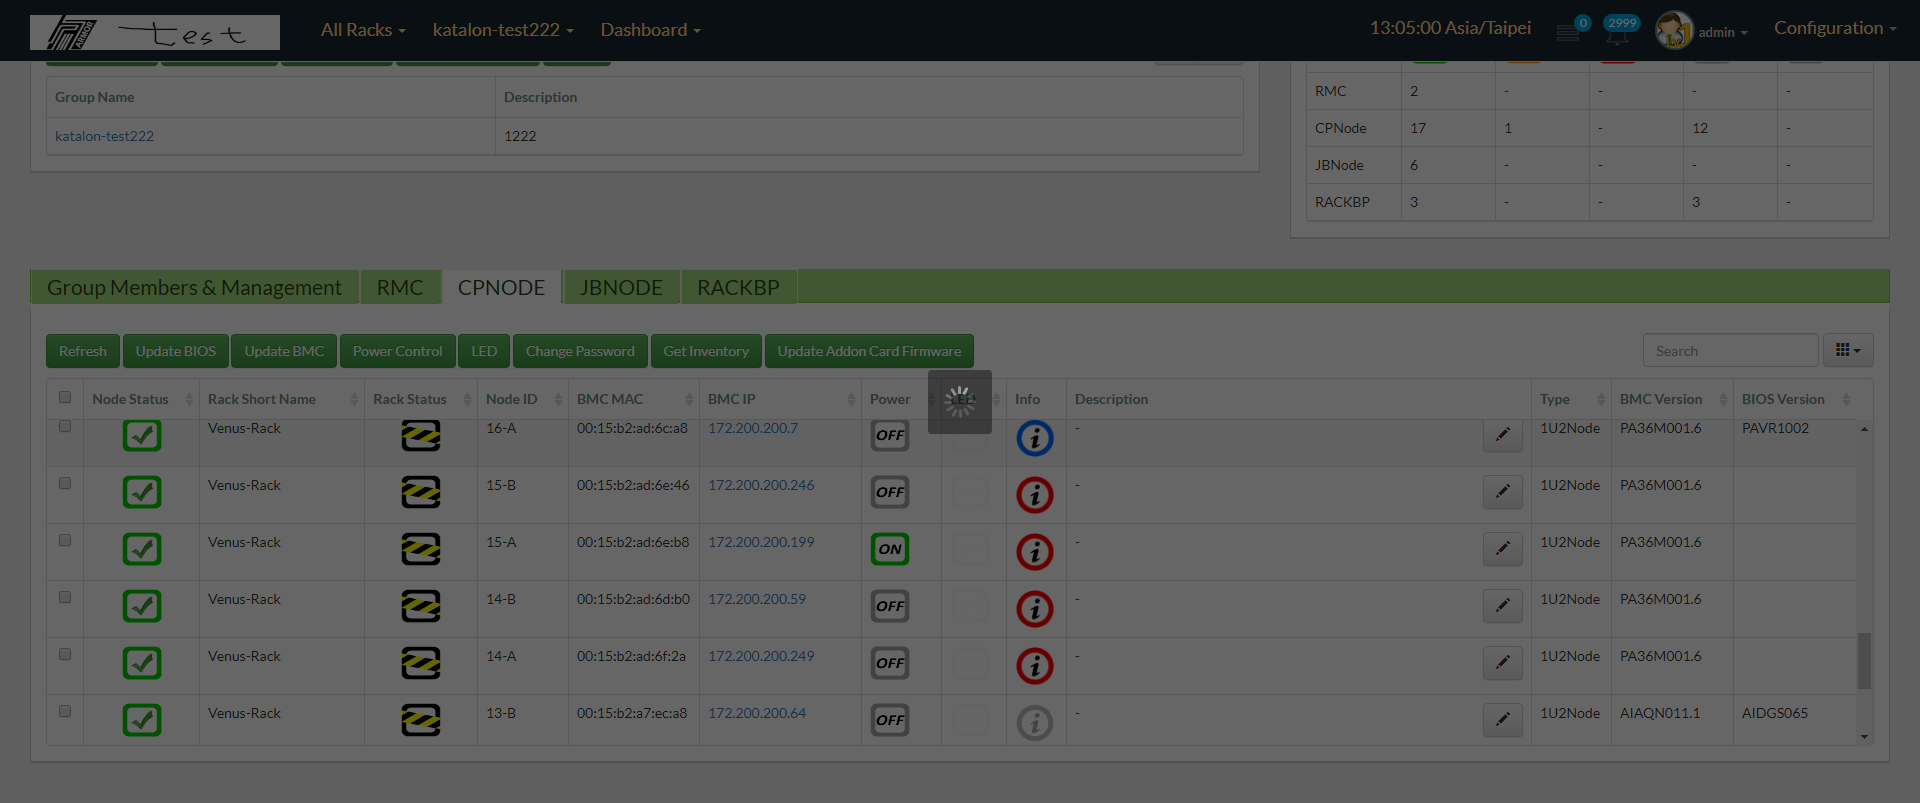 ARMOR test All Racks katalon-test222 Dashboard 13:05:00 Asia/Taipei 0 2999 admin Configuration
Group Name Description
katalon-test222 1222
RMC 2 - - - -
CPNode 17 1 - 12 -
JBNode 6 - - - -
RACKBP 3 - - 3 -
Group Members & Management RMC CPNODE JBNODE RACKBP
Refresh Update BIOS Update BMC Power Control LED Change Password Get Inventory Update Addon Card Firmware Search
Node Status Rack Short Name Rack Status Node ID BMC MAC BMC IP Power LED Info Description Type BMC Version BIOS Version
Venus-Rack 16-A 00:15:b2:ad:6c:a8 172.200.200.7 OFF i - 1U2Node PA36M001.6 PAVR1002
Venus-Rack 15-B 00:15:b2:ad:6e:46 172.200.200.246 OFF i - 1U2Node PA36M001.6
Venus-Rack 15-A 00:15:b2:ad:6e:b8 172.200.200.199 ON i - 1U2Node PA36M001.6
Venus-Rack 14-B 00:15:b2:ad:6d:b0 172.200.200.59 OFF i - 1U2Node PA36M001.6
Venus-Rack 14-A 00:15:b2:ad:6f:2a 172.200.200.249 OFF i - 1U2Node PA36M001.6
Venus-Rack 13-B 00:15:b2:a7:ec:a8 172.200.200.64 OFF i - 1U2Node AIAQN011.1 AIDGS065